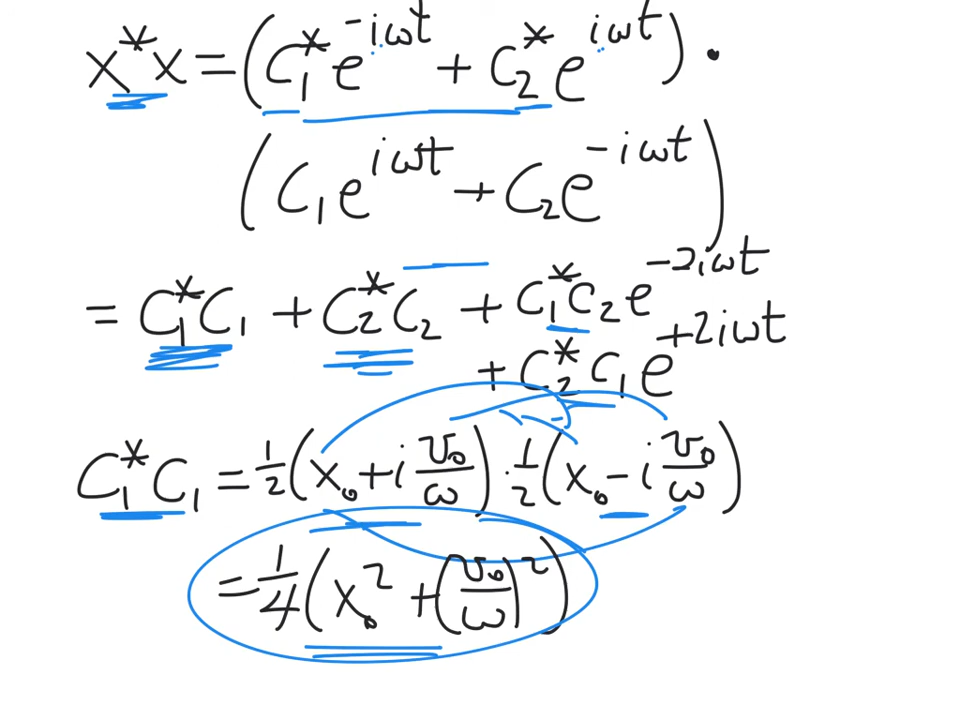 x*x = (C₁* e^{-iωt} + C₂* e^{iωt}) ·
(C₁ e^{iωt} + C₂ e^{-iωt})
= C₁* C₁ + C₂* C₂ + C₁* C₂ e^{-2iωt}
+ C₂* C₁ e^{+2iωt}
C₁* C₁ = ½ (x₀ + i v₀/ω) · ½ (x₀ - i v₀/ω)
= ¼ (x₀² + (v₀/ω)²)